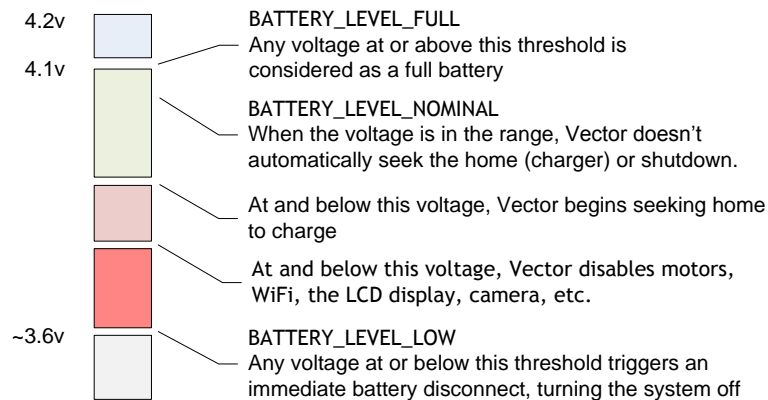 4.2v
BATTERY_LEVEL_FULL
Any voltage at or above this threshold is
considered as a full battery
4.1v
BATTERY_LEVEL_NOMINAL
When the voltage is in the range, Vector doesn’t
automatically seek the home (charger) or shutdown.
At and below this voltage, Vector begins seeking home
to charge
At and below this voltage, Vector disables motors,
WiFi, the LCD display, camera, etc.
~3.6v
BATTERY_LEVEL_LOW
Any voltage at or below this threshold triggers an
immediate battery disconnect, turning the system off